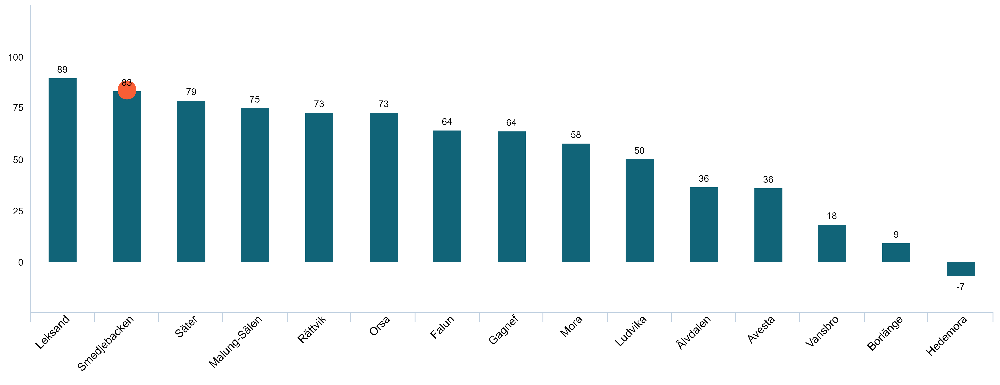 100
75
50
25
0
89
83
79
75
73
73
64
64
58
50
36
36
18
9
-7
Leksand
Smedjebacken
Säter
Malung-Sälen
Rättvik
Orsa
Falun
Gagnef
Mora
Ludvika
Älvdalen
Avesta
Vansbro
Borlänge
Hedemora